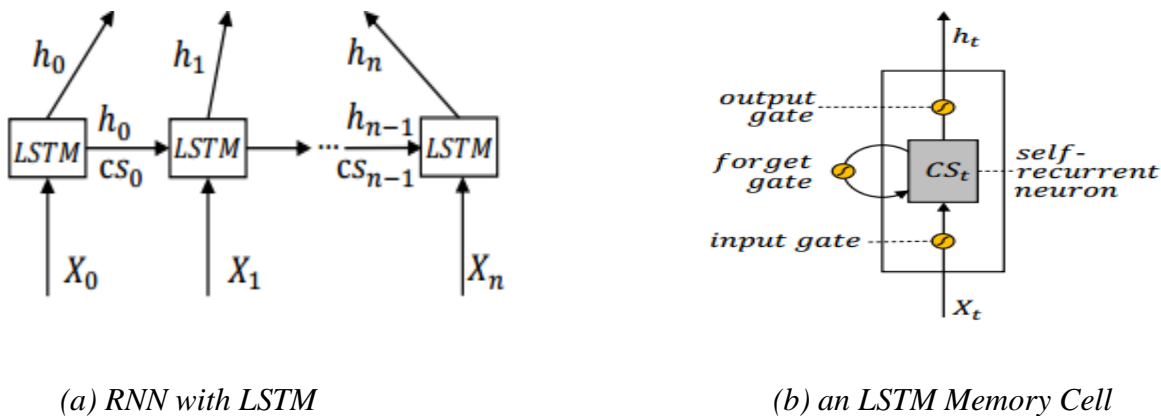 h₀
h₁
hₙ
LSTM
h₀
cs₀
LSTM
...
hₙ₋₁
csₙ₋₁
LSTM
X₀
X₁
Xₙ
(a) RNN with LSTM
hₜ
output
gate
forget
gate
CSₜ
self-
recurrent
neuron
input gate
Xₜ
(b) an LSTM Memory Cell